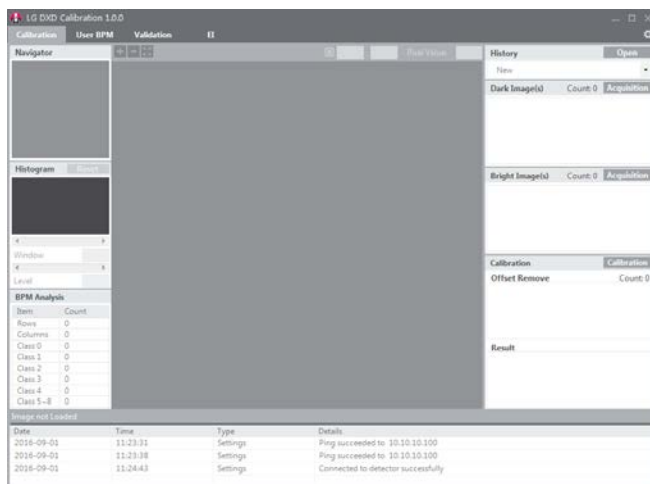 LG DXD Calibration 1.0.0
Calibration User BPM Validation EI
Navigator
Histogram Reset
Window
Level
BPM Analysis
Item Count
Rows 0
Columns 0
Class 0 0
Class 1 0
Class 2 0
Class 3 0
Class 4 0
Class 5~8 0
Pixel Value
History Open
New
Dark Image(s) Count: 0 Acquisition
Bright Image(s) Count: 0 Acquisition
Calibration Calibration
Offset Remove Count: 0
Result
Image not Loaded
Date Time Type Details
2016-09-01 11:23:31 Settings Ping succeeded to 10.10.10.100
2016-09-01 11:23:38 Settings Ping succeeded to 10.10.10.100
2016-09-01 11:24:43 Settings Connected to detector successfully